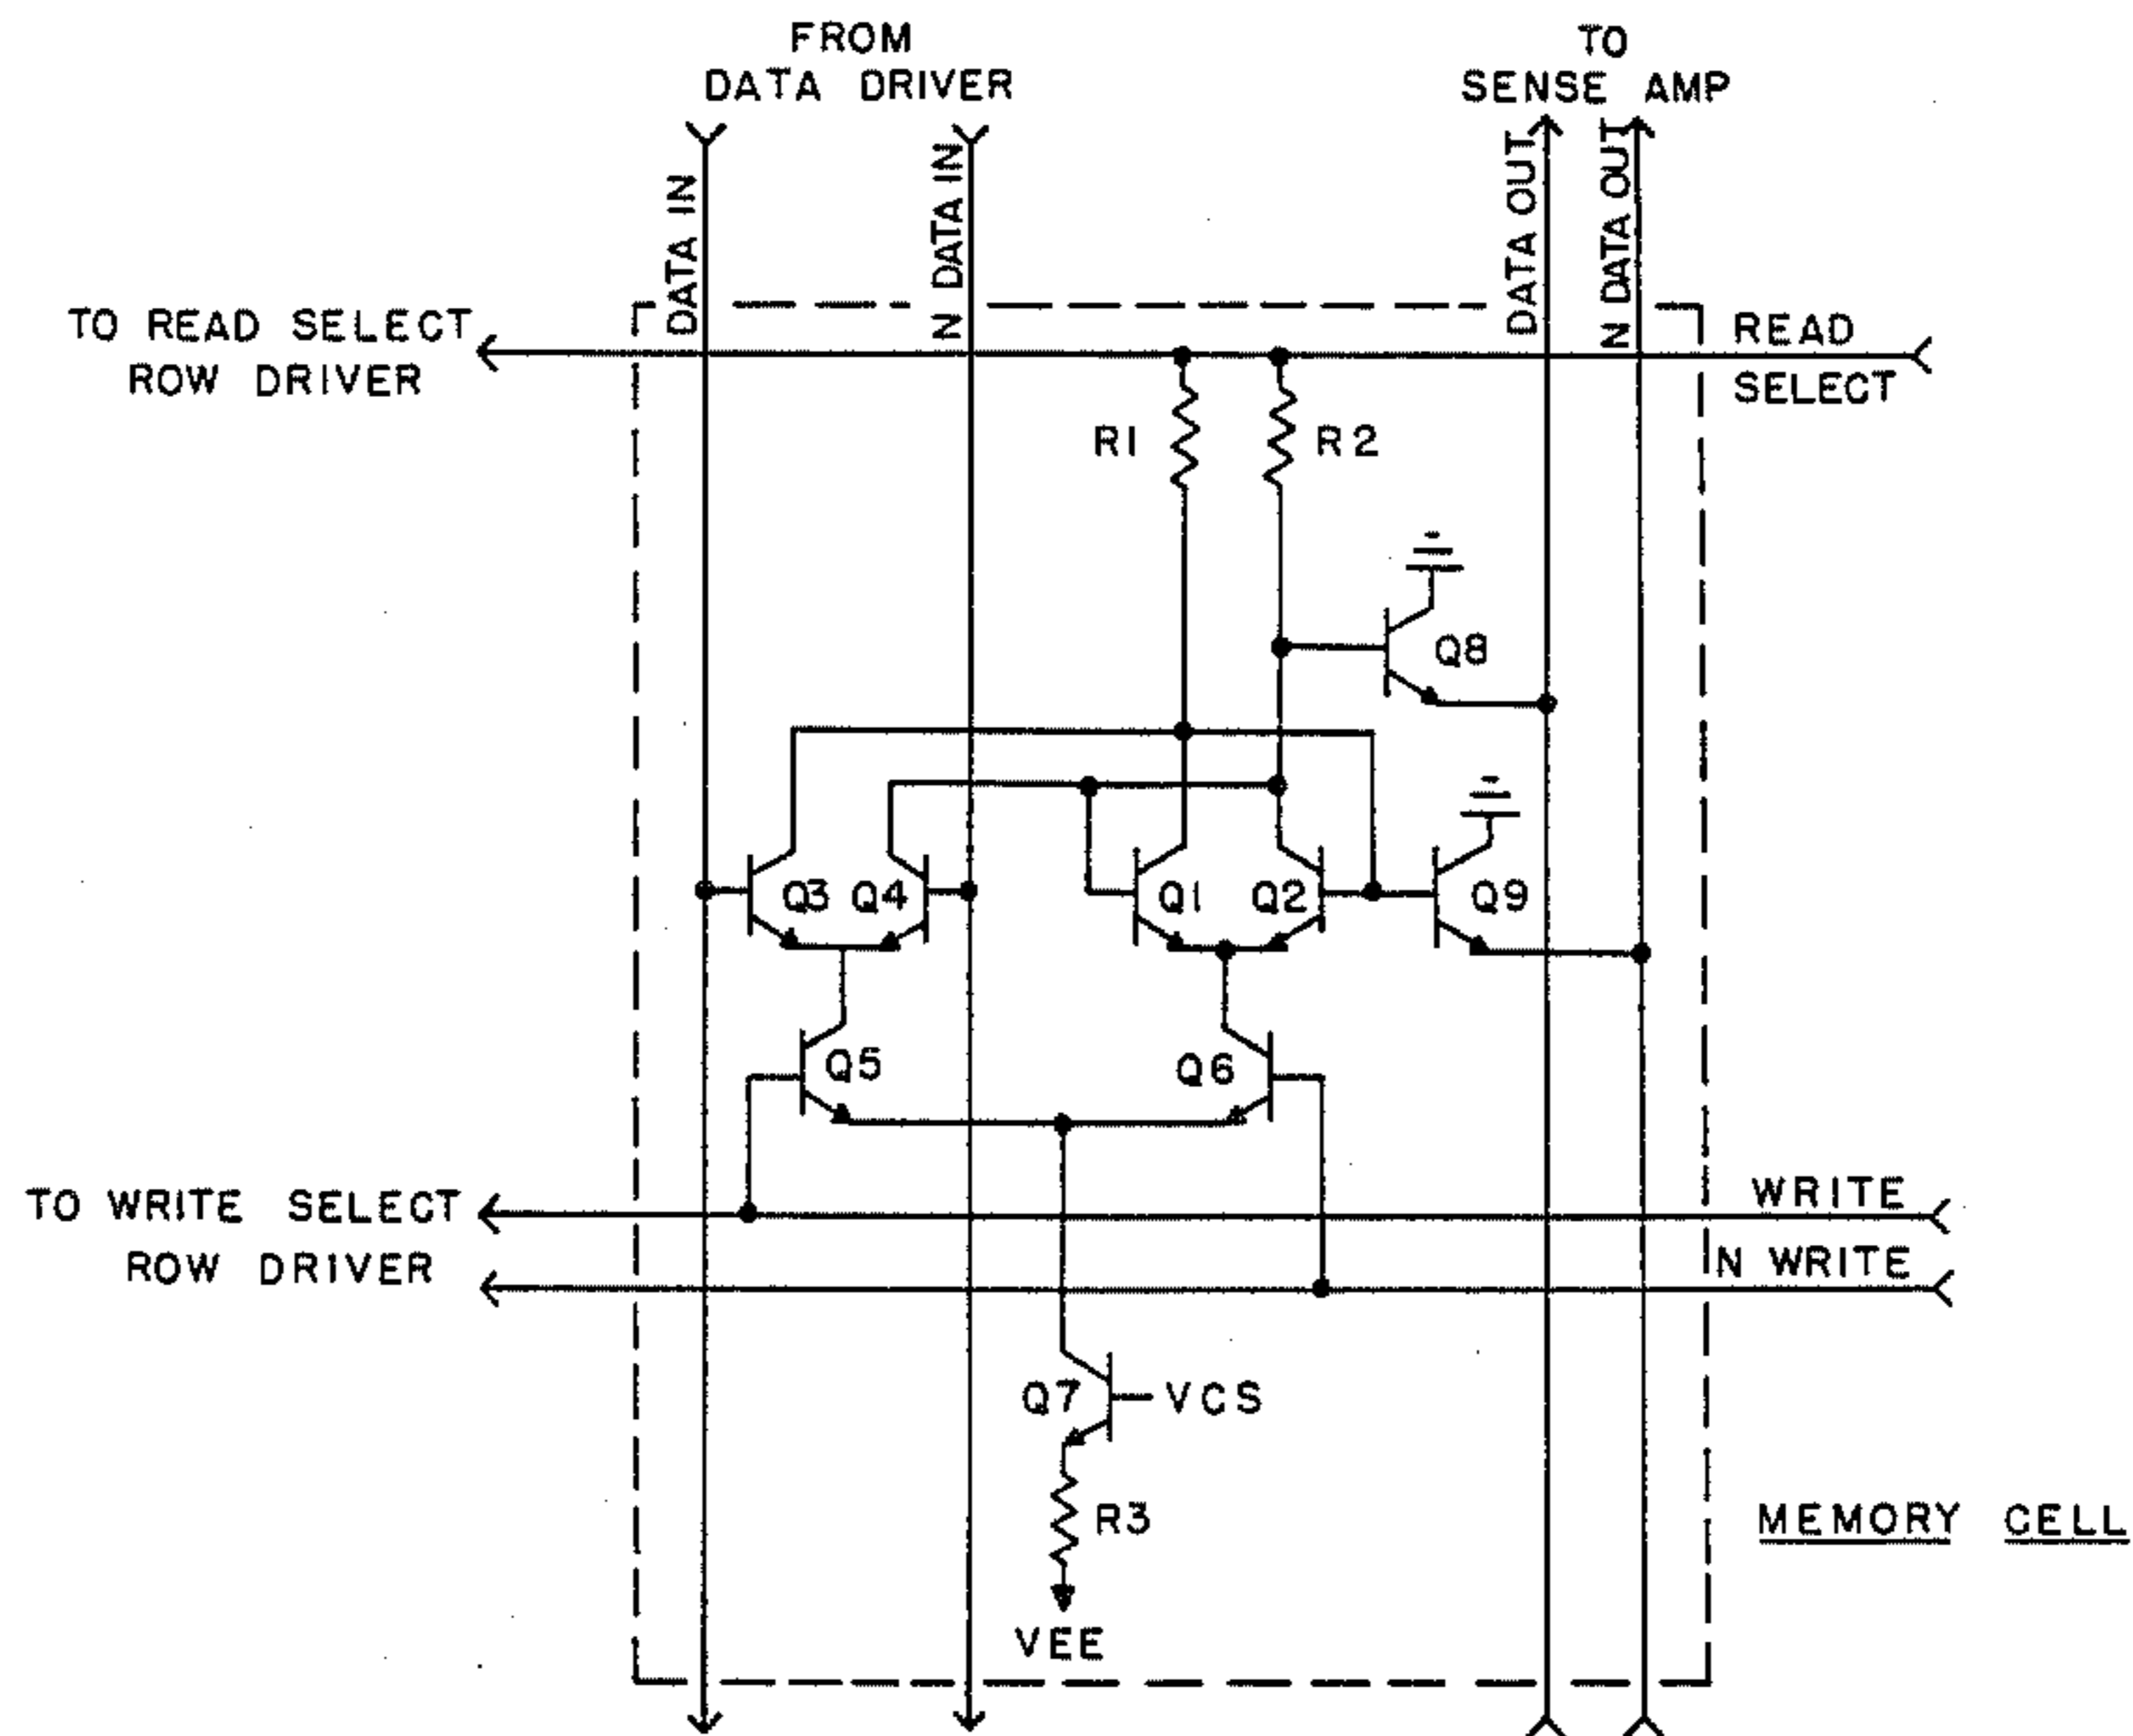 FROM
DATA DRIVER
TO
SENSE AMP
DATA IN
N DATA IN
DATA OUT
N DATA OUT
TO READ SELECT
ROW DRIVER
READ
SELECT
R1
R2
Q8
Q3
Q4
Q1
Q2
Q9
Q5
Q6
TO WRITE SELECT
ROW DRIVER
WRITE
N WRITE
Q7
VCS
R3
MEMORY CELL
VEE